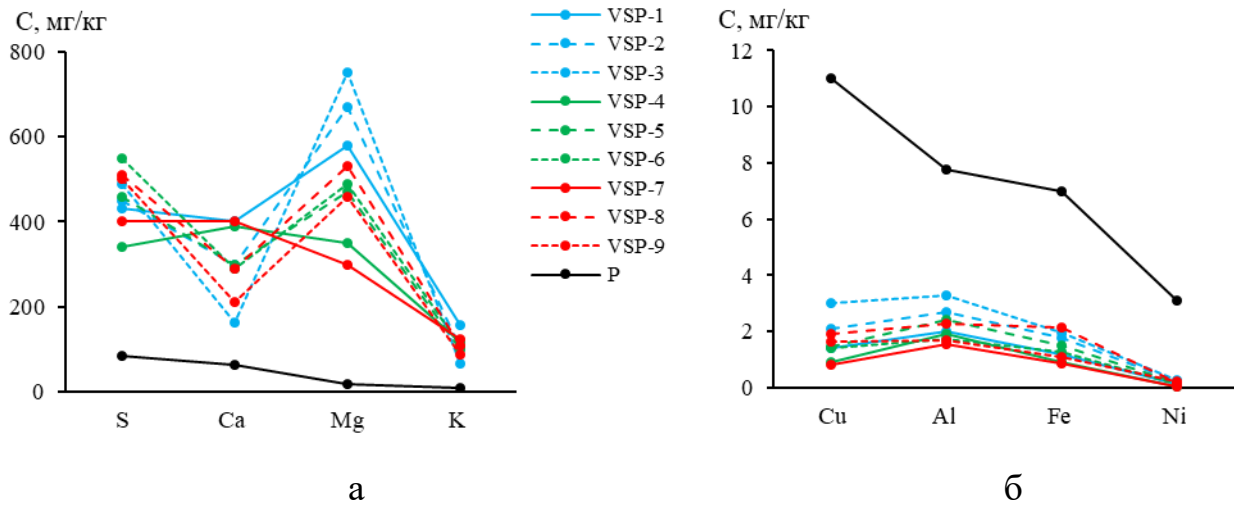 С, мг/кг
800
600
400
200
0
S Ca Mg K
а
VSP-1
VSP-2
VSP-3
VSP-4
VSP-5
VSP-6
VSP-7
VSP-8
VSP-9
P
С, мг/кг
12
10
8
6
4
2
0
Cu Al Fe Ni
б